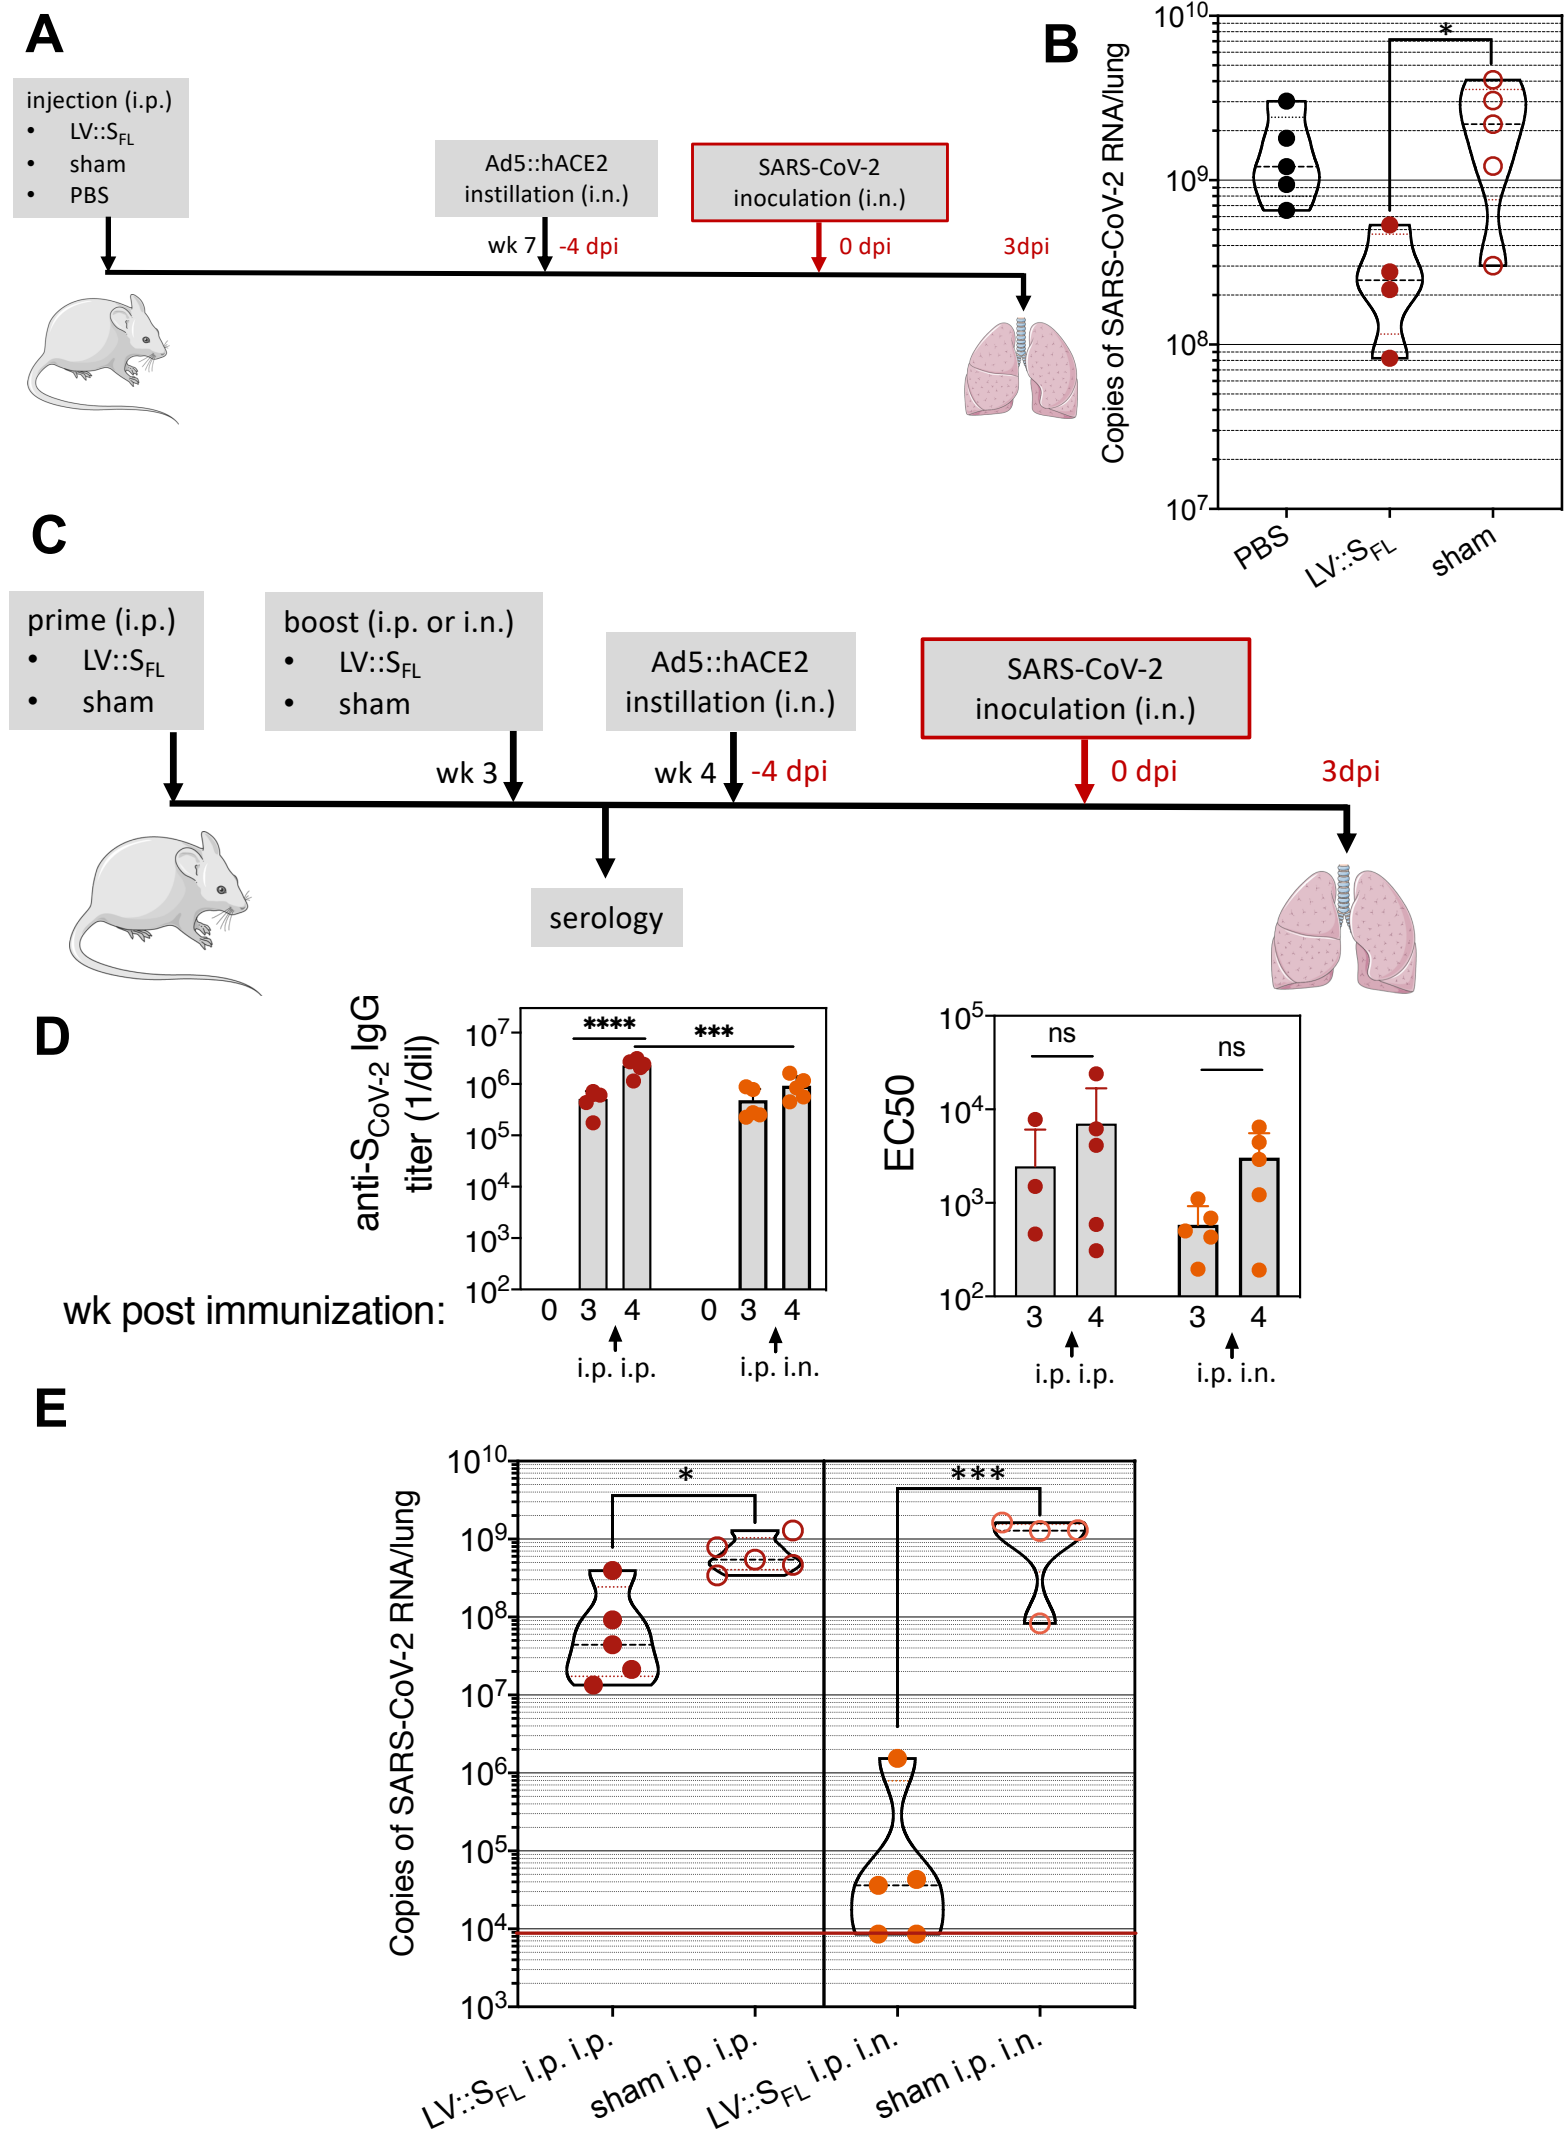 A
injection (i.p.)
• LV::SFL
• sham
• PBS
Ad5::hACE2
instillation (i.n.)
SARS-CoV-2
inoculation (i.n.)
wk 7
-4 dpi
0 dpi
3dpi
B
Copies of SARS-CoV-2 RNA/lung
10^10
10^9
10^8
10^7
*
PBS
LV::SFL
sham
C
prime (i.p.)
• LV::SFL
• sham
boost (i.p. or i.n.)
• LV::SFL
• sham
Ad5::hACE2
instillation (i.n.)
SARS-CoV-2
inoculation (i.n.)
wk 3
wk 4
-4 dpi
0 dpi
3dpi
serology
D
anti-SCoV-2 IgG
titer (1/dil)
10^7
10^6
10^5
10^4
10^3
10^2
****
***
wk post immunization:
0 3 4 0 3 4
i.p. i.p.
i.p. i.n.
EC50
10^5
10^4
10^3
10^2
ns
ns
3 4 3 4
i.p. i.p.
i.p. i.n.
E
Copies of SARS-CoV-2 RNA/lung
10^10
10^9
10^8
10^7
10^6
10^5
10^4
10^3
*
***
LV::SFL i.p. i.p.
sham i.p. i.p.
LV::SFL i.p. i.n.
sham i.p. i.n.